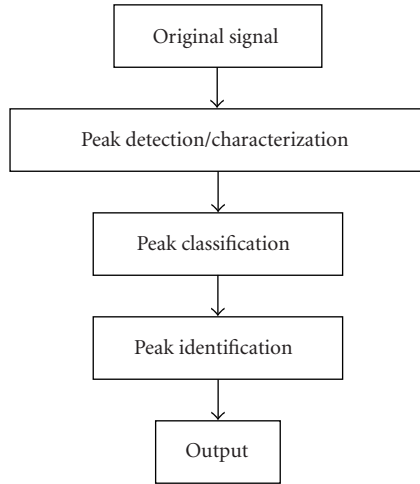 Original signal
Peak detection/characterization
Peak classification
Peak identification
Output